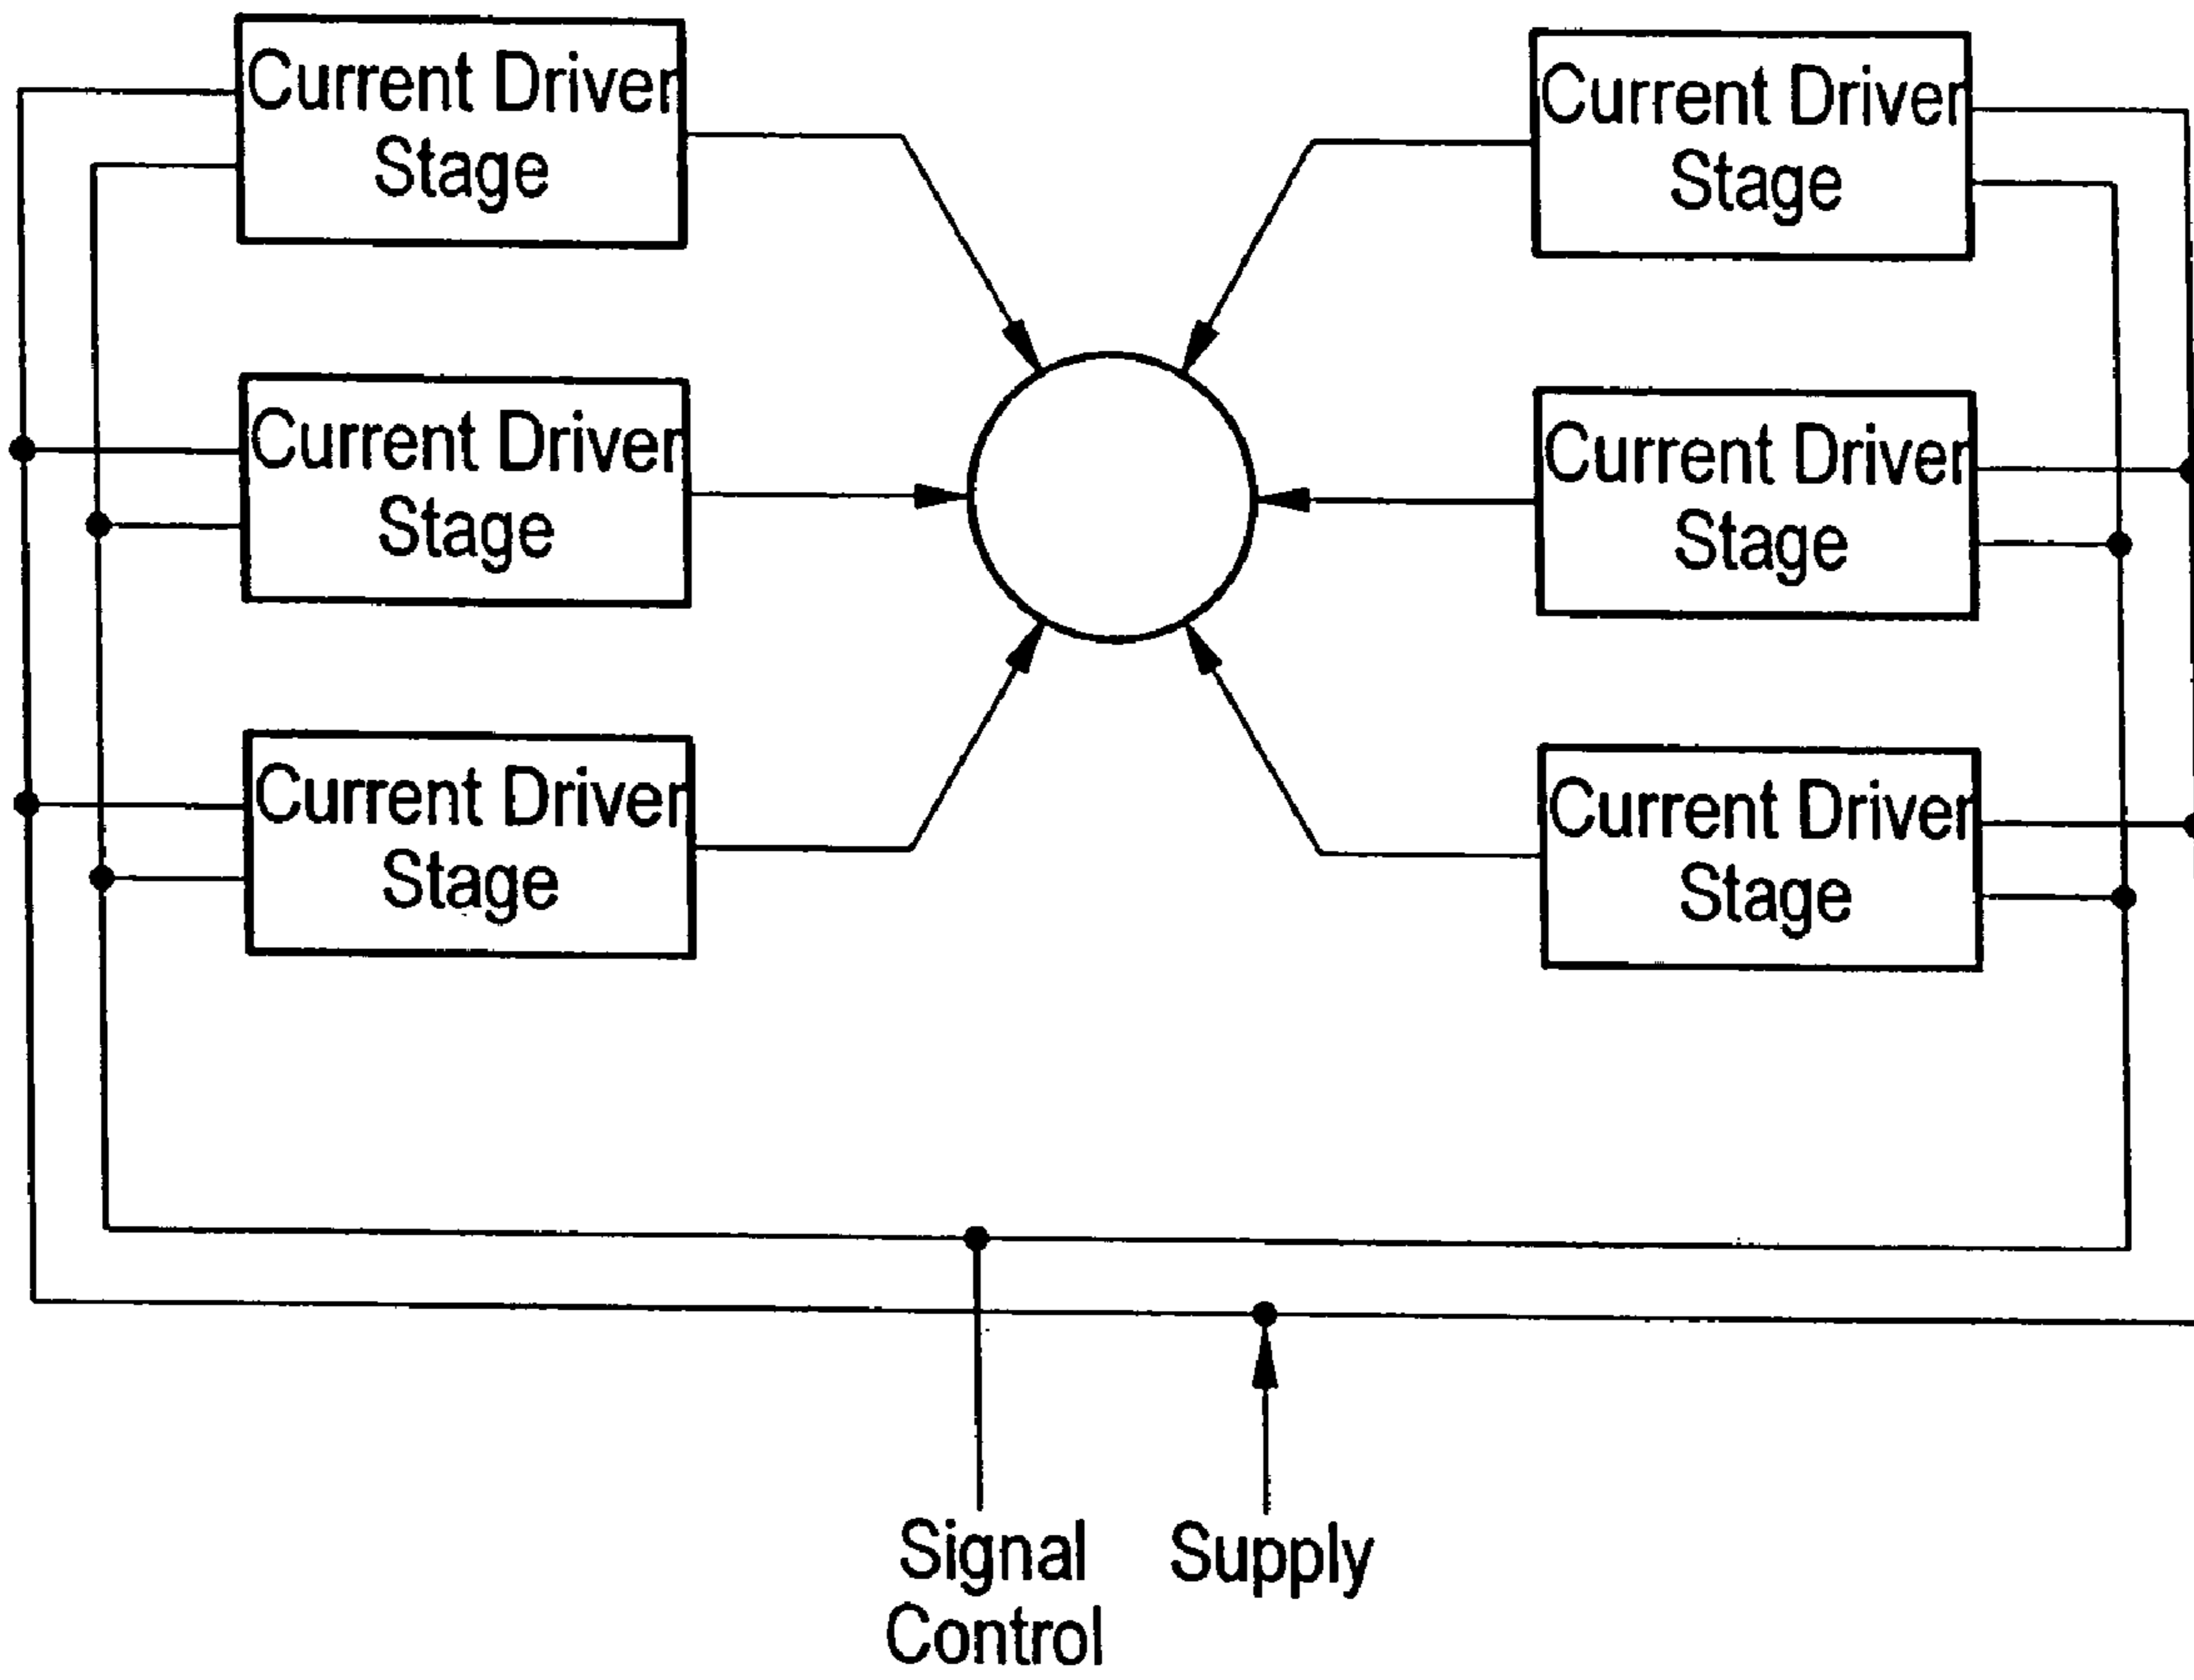 Current Driver
Stage
Current Driver
Stage
Current Driver
Stage
Current Driver
Stage
Current Driver
Stage
Current Driver
Stage
Signal
Control
Supply